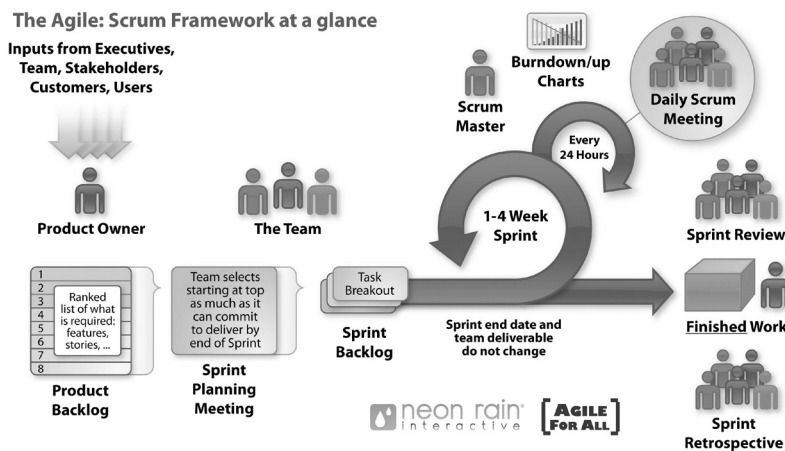 The Agile: Scrum Framework at a glance
Inputs from Executives,
Team, Stakeholders,
Customers, Users
Product Owner
The Team
Scrum
Master
Burndown/up
Charts
Daily Scrum
Meeting
Every
24 Hours
1-4 Week
Sprint
Sprint Review
1
2
3
4
5
6
7
8
Ranked
list of what
is required:
features,
stories, ...
Product
Backlog
Team selects
starting at top
as much as it
can commit
to deliver by
end of Sprint
Sprint
Planning
Meeting
Task
Breakout
Sprint
Backlog
Sprint end date and
team deliverable
do not change
Finished Work
Sprint
Retrospective
neon rain®
interactive
AGILE
FOR ALL